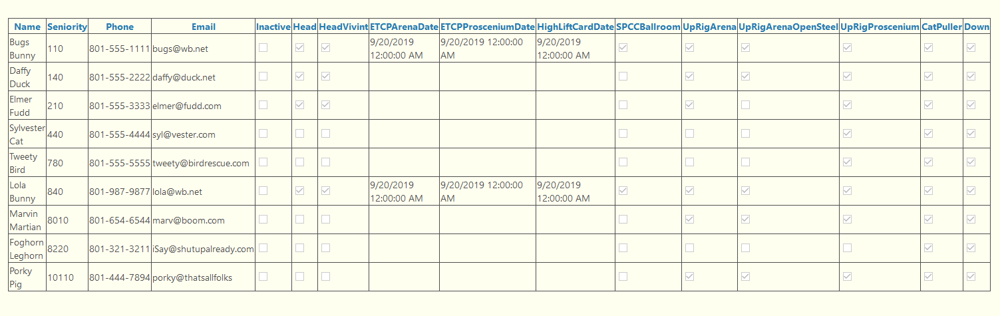 Name Seniority Phone Email Inactive Head HeadVivint ETCPArenaDate ETCPProsceniumDate HighLiftCardDate SPCCBallroom UpRigArena UpRigArenaOpenSteel UpRigProscenium CatPuller Down
Bugs 9/20/2019 9/20/2019 12:00:00 9/20/2019
110 801-555-1111 bugs@wb.net
Bunny 12:00:00 AM AM 12:00:00 AM
Daffy
140 801-555-2222 daffy@duck.net
Duck
Elmer
210 801-555-3333 elmer@fudd.com
Fudd
Sylvester
440 801-555-4444 syl@vester.com
Cat
Tweety
780 801-555-5555 tweety@birdrescue.com
Bird
Lola 9/20/2019 9/20/2019 12:00:00 9/20/2019
840 801-987-9877 lola@wb.net
Bunny 12:00:00 AM AM 12:00:00 AM
Marvin
8010 801-654-6544 marv@boom.com
Martian
Foghorn
8220 801-321-3211 iSay@shutupalready.com
Leghorn
Porky
10110 801-444-7894 porky@thatsallfolks
Pig